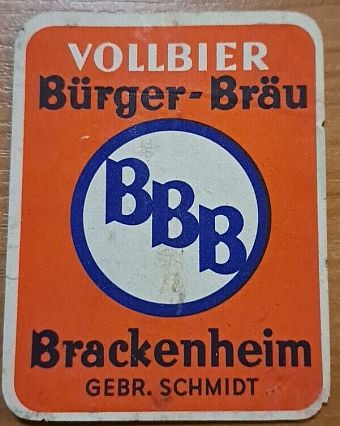 VOLLBIER
Bürger-Bräu
BBB
Brackenheim
GEBR. SCHMIDT